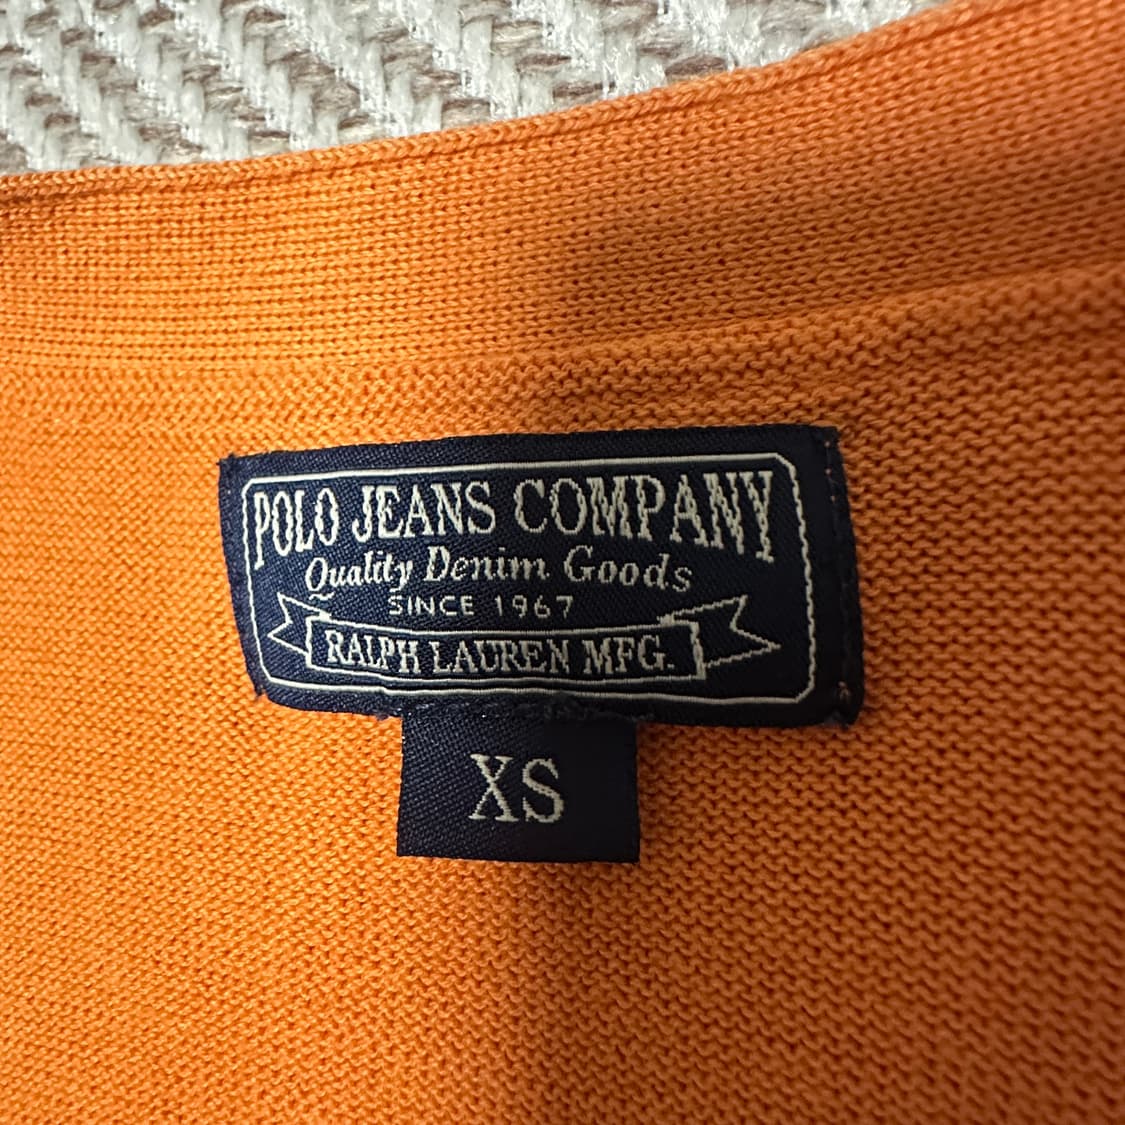 POLO JEANS COMPANY
Quality Denim Goods
SINCE 1967
RALPH LAUREN MFG.
XS